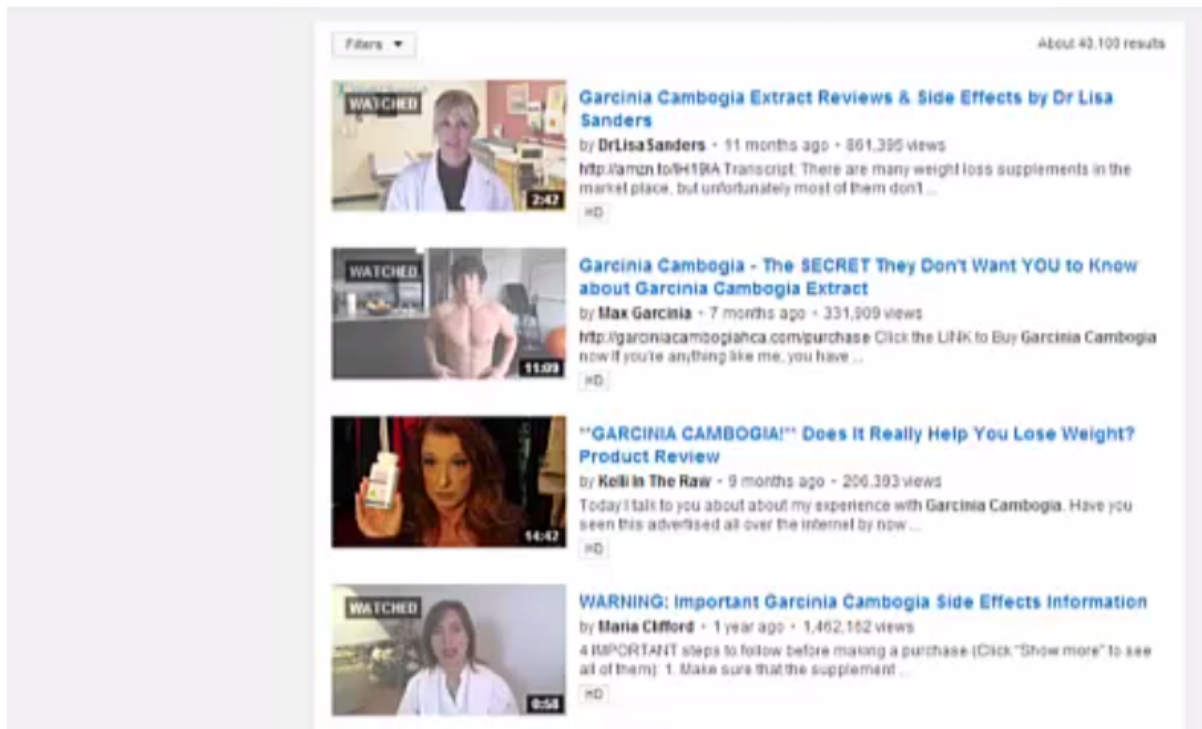 Filters
About 43,100 results
WATCHED
2:42
Garcinia Cambogia Extract Reviews & Side Effects by Dr Lisa
Sanders
by DrLisaSanders • 11 months ago • 861,395 views
Transcript: There are many weight loss supplements in the
market place, but unfortunately most of them don't ...
HD
WATCHED
11:09
Garcinia Cambogia - The SECRET They Don't Want YOU to Know
about Garcinia Cambogia Extract
by Max Garcinia • 7 months ago • 331,909 views
http://garciniacambogiahca.com/purchase Click the LINK to Buy Garcinia Cambogia
now If you're anything like me, you have ...
HD
14:42
**GARCINIA CAMBOGIA!** Does It Really Help You Lose Weight?
Product Review
by Kelli In The Raw • 9 months ago • 206,393 views
Today I talk to you about about my experience with Garcinia Cambogia. Have you
seen this advertised all over the internet by now ...
HD
WATCHED
0:58
WARNING: Important Garcinia Cambogia Side Effects Information
by Maria Clifford • 1 year ago • 1,462,162 views
4 IMPORTANT steps to follow before making a purchase (Click "Show more" to see
all of them): 1. Make sure that the supplement ...
HD